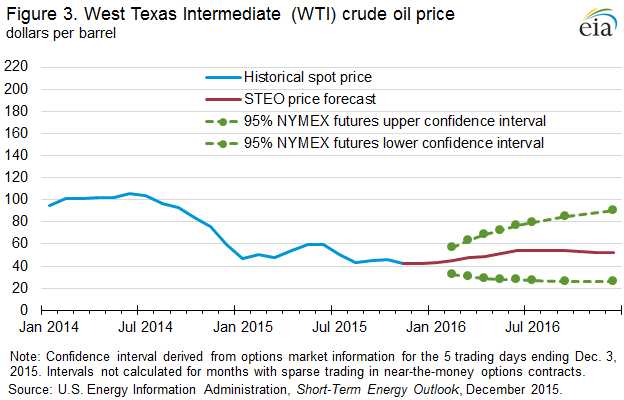 Figure 3. West Texas Intermediate (WTI) crude oil price
dollars per barrel
eia
220
200
180
160
140
120
100
80
60
40
20
0
Historical spot price
STEO price forecast
95% NYMEX futures upper confidence interval
95% NYMEX futures lower confidence interval
Jan 2014 Jul 2014 Jan 2015 Jul 2015 Jan 2016 Jul 2016
Note: Confidence interval derived from options market information for the 5 trading days ending Dec. 3,
2015. Intervals not calculated for months with sparse trading in near-the-money options contracts.
Source: U.S. Energy Information Administration, Short-Term Energy Outlook, December 2015.